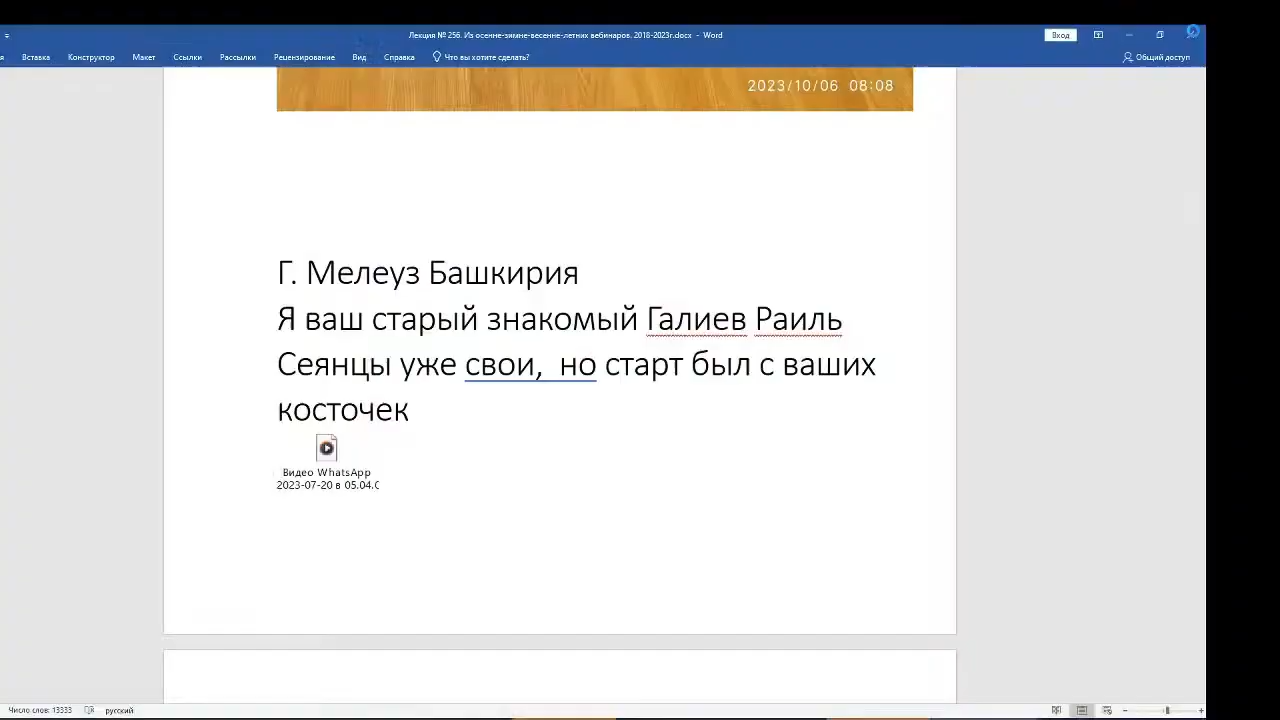 Лекция № 256. Из осенне-зимне-весенне-летних вебинаров. 2018-2023г.docx - Word
Вход
Вставка Конструктор Макет Ссылки Рассылки Рецензирование Вид Справка Что вы хотите сделать? Общий доступ
2023/10/06 08:08
Г. Мелеуз Башкирия
Я ваш старый знакомый Галиев Раиль
Сеянцы уже свои, но старт был с ваших
косточек
Видео WhatsApp
2023-07-20 в 05.04.
Число слов: 13333 русский